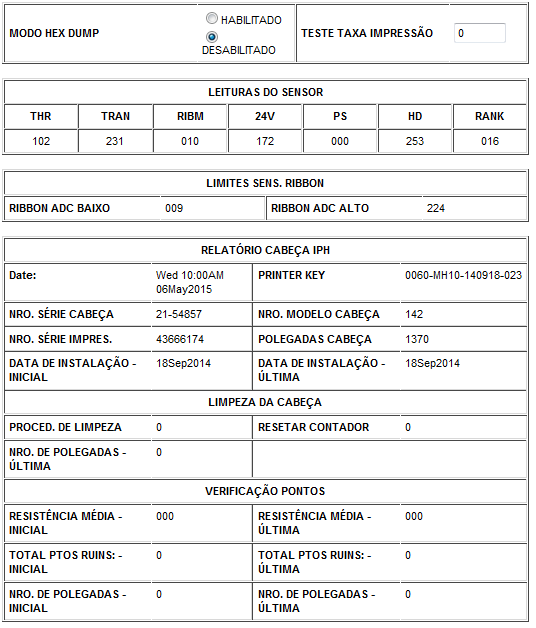 MODO HEX DUMP
HABILITADO
DESABILITADO
TESTE TAXA IMPRESSÃO
0
LEITURAS DO SENSOR
THR TRAN RIBM 24V PS HD RANK
102 231 010 172 000 253 016
LIMITES SENS. RIBBON
RIBBON ADC BAIXO 009 RIBBON ADC ALTO 224
RELATÓRIO CABEÇA IPH
Date:
Wed 10:00AM
06May2015
PRINTER KEY 0060-MH10-140918-023
NRO. SÉRIE CABEÇA 21-54857 NRO. MODELO CABEÇA 142
NRO. SÉRIE IMPRES. 43666174 POLEGADAS CABEÇA 1370
DATA DE INSTALAÇÃO -
INICIAL
18Sep2014
DATA DE INSTALAÇÃO -
ÚLTIMA
18Sep2014
LIMPEZA DA CABEÇA
PROCED. DE LIMPEZA 0 RESETAR CONTADOR 0
NRO. DE POLEGADAS -
ÚLTIMA
0
VERIFICAÇÃO PONTOS
RESISTÊNCIA MÉDIA -
INICIAL
000
RESISTÊNCIA MÉDIA -
ÚLTIMA
000
TOTAL PTOS RUINS: -
INICIAL
0
TOTAL PTOS RUINS: -
ÚLTIMA
0
NRO. DE POLEGADAS -
INICIAL
0
NRO. DE POLEGADAS -
ÚLTIMA
0